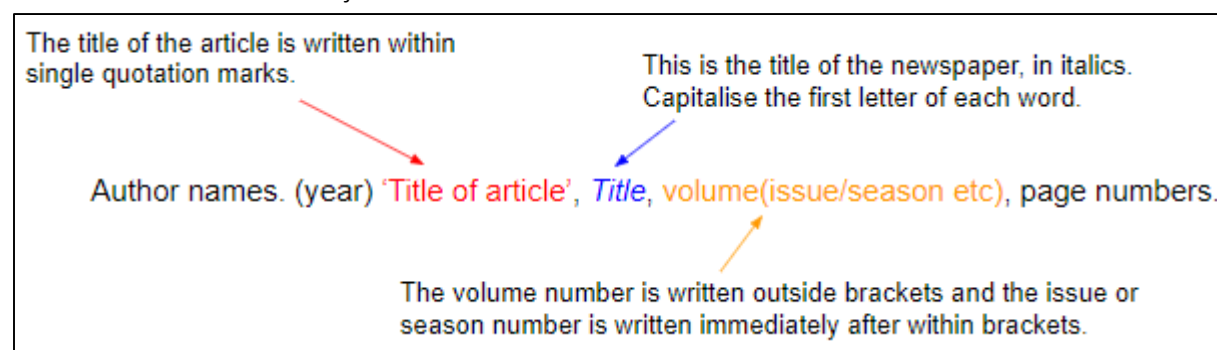 The title of the article is written within
single quotation marks.
This is the title of the newspaper, in italics.
Capitalise the first letter of each word.
Author names. (year) ‘Title of article’, Title, volume(issue/season etc), page numbers.
The volume number is written outside brackets and the issue or
season number is written immediately after within brackets.